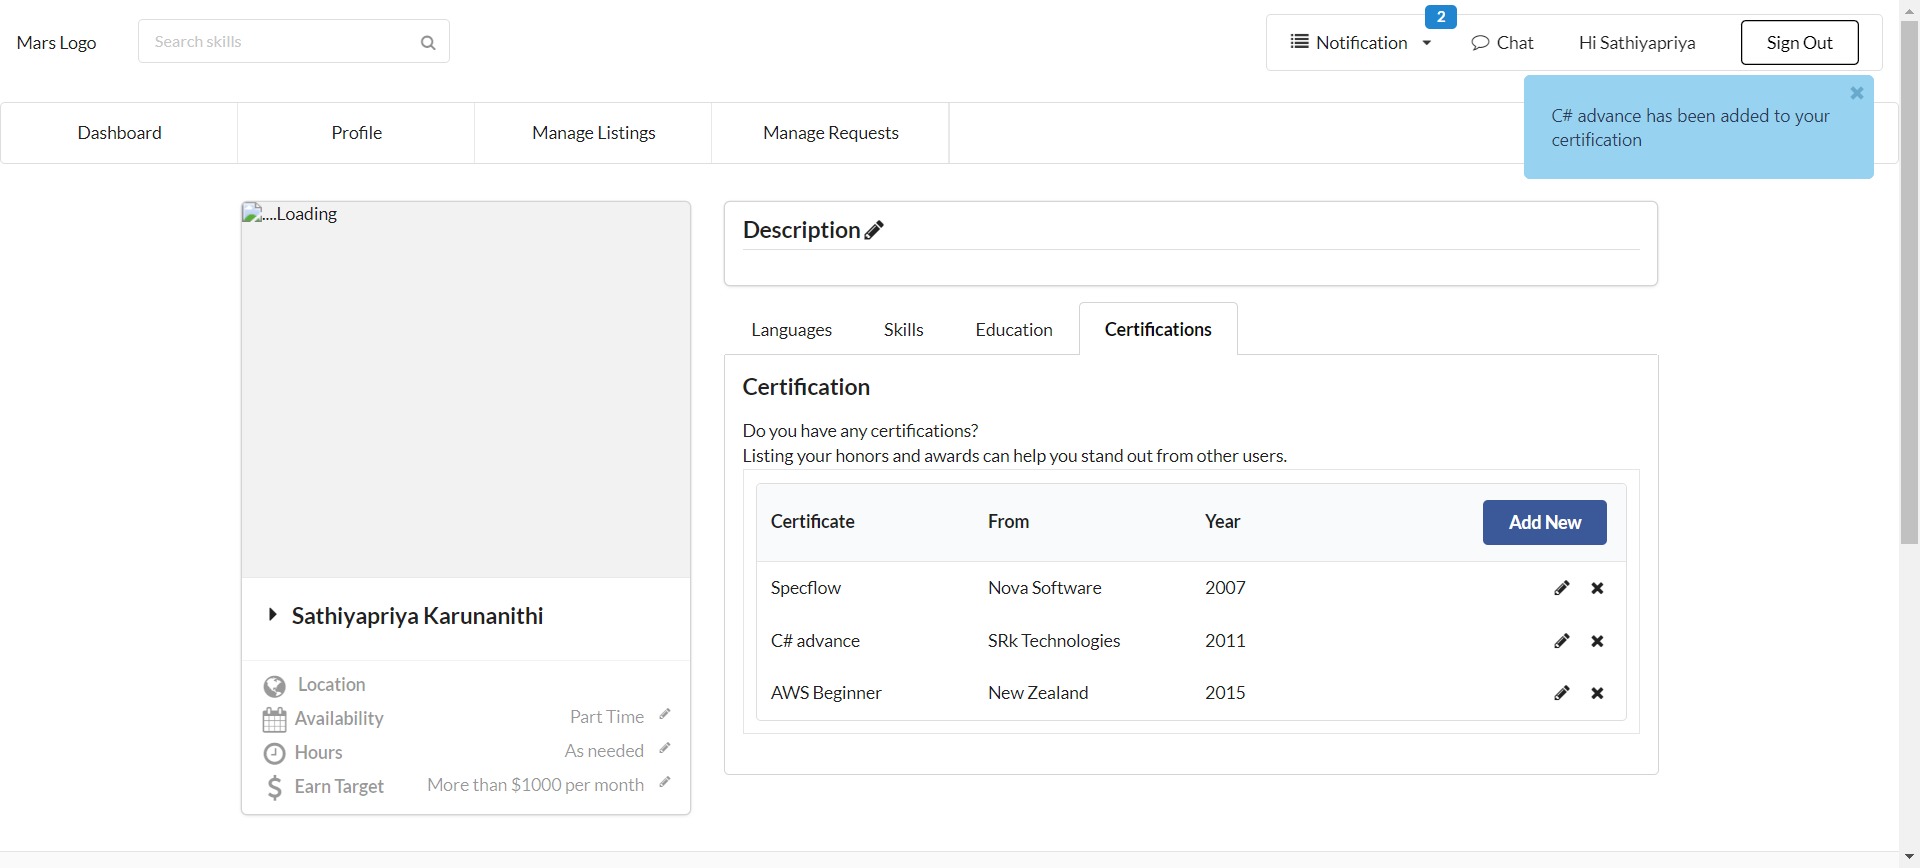 Mars Logo
Search skills
2
Notification
Chat
Hi Sathiyapriya
Sign Out
C# advance has been added to your
certification
Dashboard
Profile
Manage Listings
Manage Requests
....Loading
Sathiyapriya Karunanithi
Location
Availability
Part Time
Hours
As needed
Earn Target
More than $1000 per month
Description
Languages
Skills
Education
Certifications
Certification
Do you have any certifications?
Listing your honors and awards can help you stand out from other users.
Certificate From Year Add New
Specflow Nova Software 2007
C# advance SRk Technologies 2011
AWS Beginner New Zealand 2015